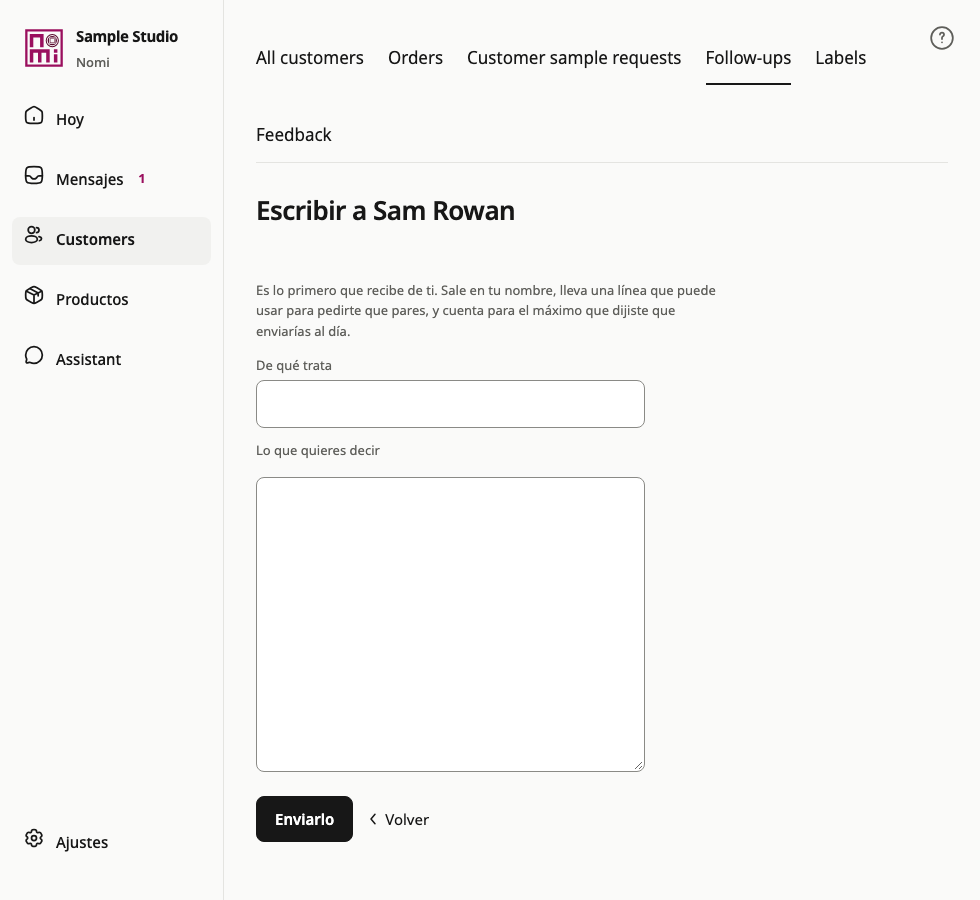 Sample Studio
Nomi
Hoy
Mensajes 1
Customers
Productos
Assistant
Ajustes
All customers Orders Customer sample requests Follow-ups Labels
Feedback
Escribir a Sam Rowan
Es lo primero que recibe de ti. Sale en tu nombre, lleva una línea que puede
usar para pedirte que pares, y cuenta para el máximo que dijiste que
enviarías al día.
De qué trata
Lo que quieres decir
Enviarlo
Volver